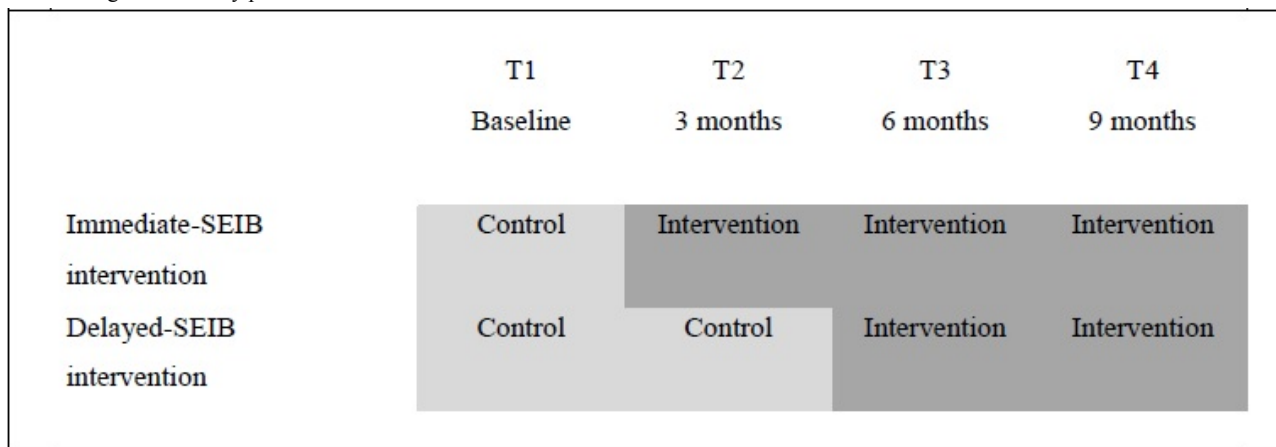 T1 T2 T3 T4
Baseline 3 months 6 months 9 months
Immediate-SEIB Control Intervention Intervention Intervention
intervention
Delayed-SEIB Control Control Intervention Intervention
intervention